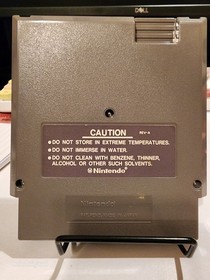 DELL
CAUTION REV-A
●DO NOT STORE IN EXTREME TEMPERATURES.
●DO NOT IMMERSE IN WATER.
●DO NOT CLEAN WITH BENZENE, THINNER,
ALCOHOL OR OTHER SUCH SOLVENTS.
Nintendo®
Nintendo